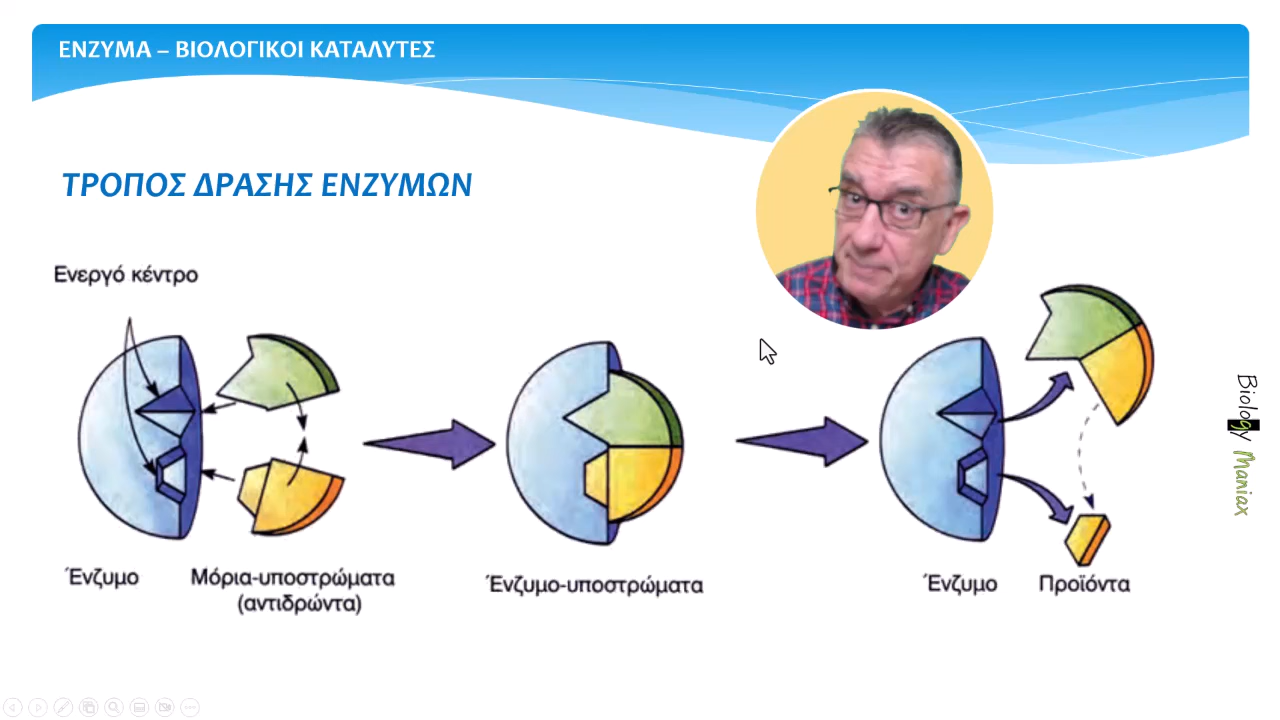 ΕΝΖΥΜΑ – ΒΙΟΛΟΓΙΚΟΙ ΚΑΤΑΛΥΤΕΣ
ΤΡΟΠΟΣ ΔΡΑΣΗΣ ΕΝΖΥΜΩΝ
Ενεργό κέντρο
Ένζυμο
Μόρια-υποστρώματα
(αντιδρώντα)
Ένζυμο-υποστρώματα
Ένζυμο
Προϊόντα
Biology Maniax